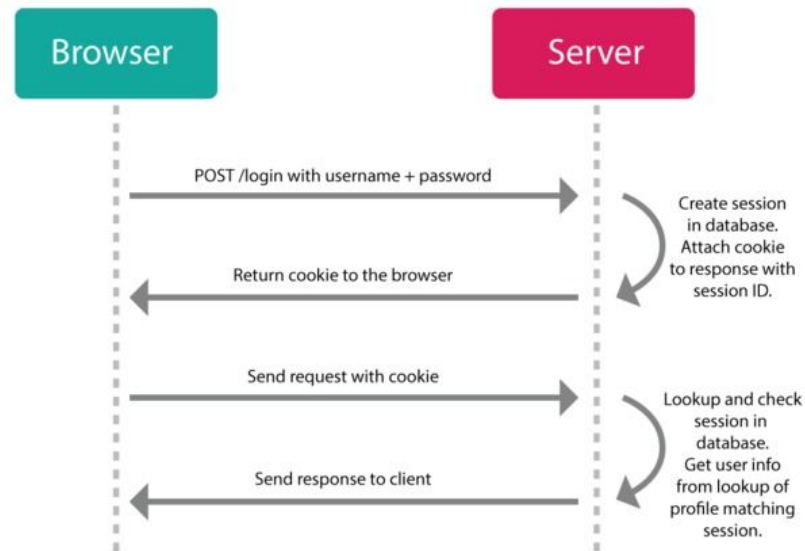 Browser
Server
POST /login with username + password
Create session
in database.
Attach cookie
to response with
session ID.
Return cookie to the browser
Send request with cookie
Lookup and check
session in
database.
Get user info
from lookup of
profile matching
session.
Send response to client